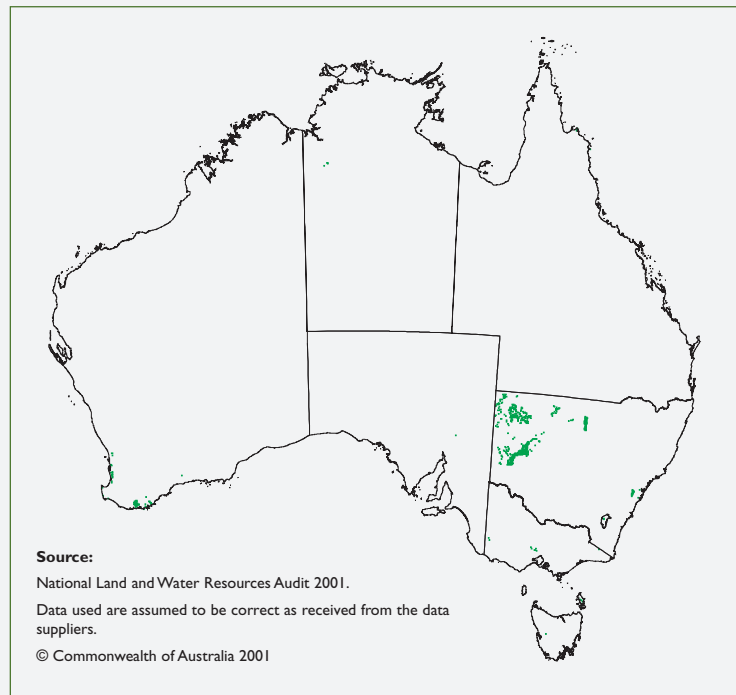 Source:
National Land and Water Resources Audit 2001.
Data used are assumed to be correct as received from the data
suppliers.
© Commonwealth of Australia 2001